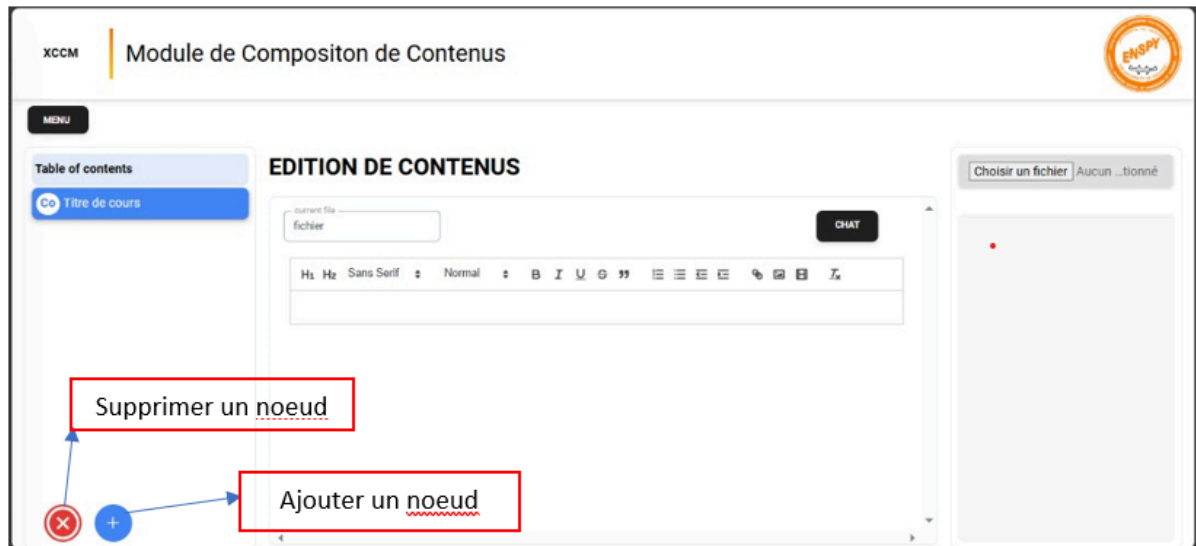 XCCM
Module de Compositon de Contenus
ENSPY
MENU
Table of contents
Co Titre de cours
EDITION DE CONTENUS
current file
fichier
CHAT
H1 H2 Sans Serif Normal B I U S
Choisir un fichier Aucun ...tionné
Supprimer un noeud
Ajouter un noeud